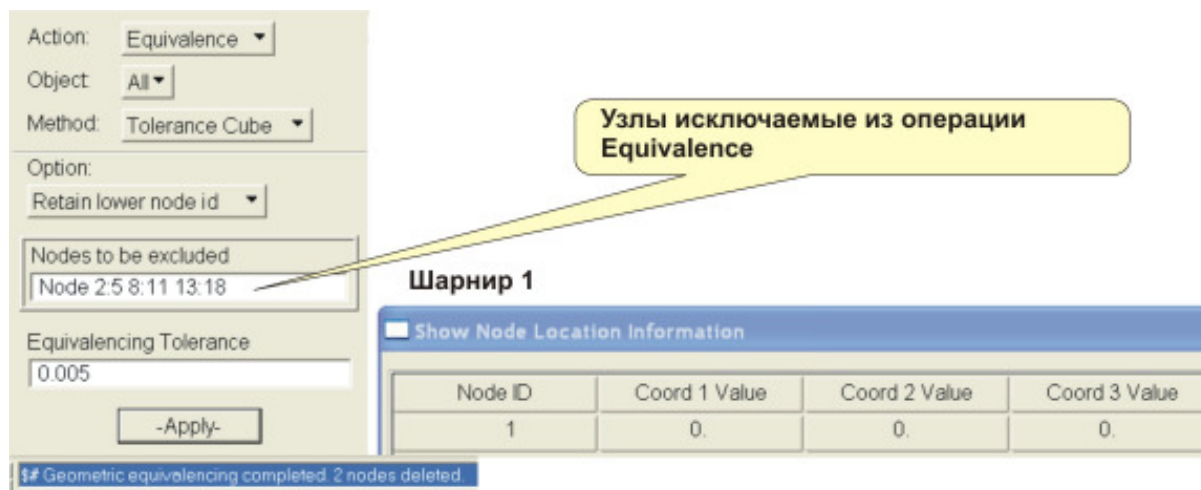 Action: Equivalence
Object: All
Method: Tolerance Cube
Option:
Retain lower node id
Nodes to be excluded
Node 2:5 8:11 13:18
Equivalencing Tolerance
0.005
-Apply-
$# Geometric equivalencing completed. 2 nodes deleted.
Узлы исключаемые из операции
Equivalence
Шарнир 1
Show Node Location Information
Node ID Coord 1 Value Coord 2 Value Coord 3 Value
1 0. 0. 0.